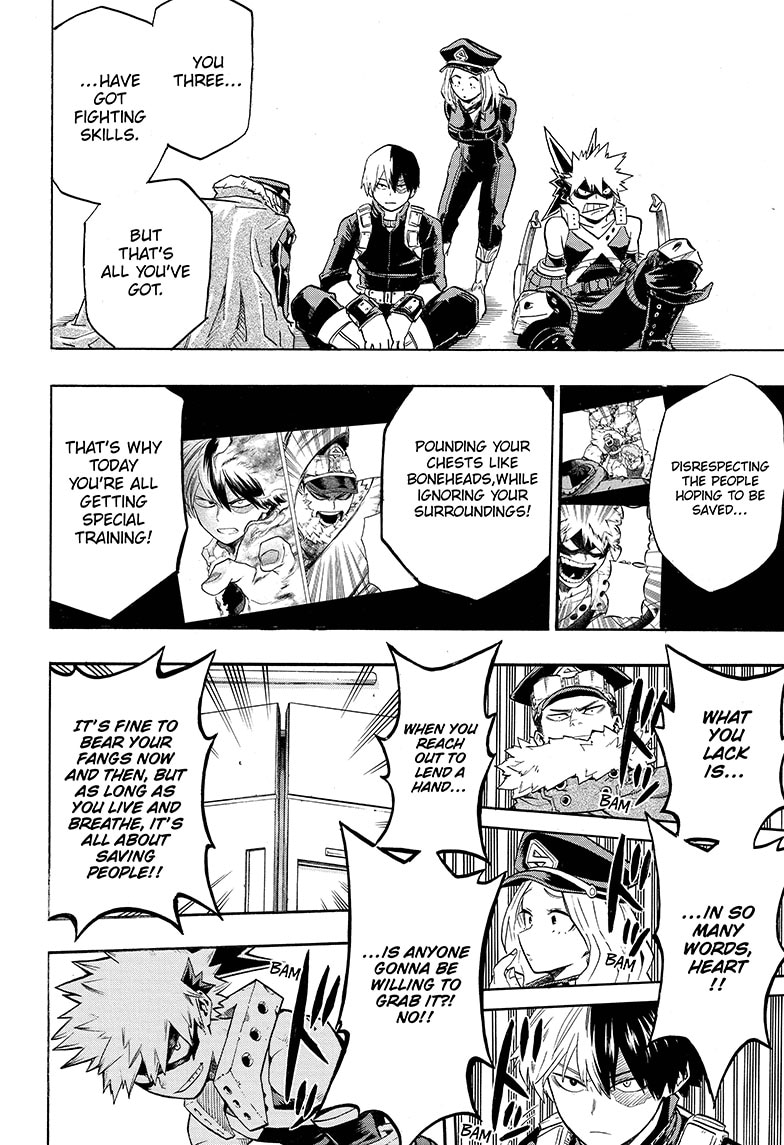 YOU
THREE...
...HAVE
GOT
FIGHTING
SKILLS.
BUT
THAT'S
ALL YOU'VE
GOT.
DISRESPECTING
THE PEOPLE
HOPING TO BE
SAVED...
POUNDING YOUR
CHESTS LIKE
BONEHEADS,WHILE
IGNORING YOUR
SURROUNDINGS!
THAT'S WHY
TODAY
YOU'RE ALL
GETTING
SPECIAL
TRAINING!
WHAT
YOU
LACK
IS...
BAM
...IN SO
MANY
WORDS,
HEART
!!
BAM
WHEN YOU
REACH
OUT TO
LEND A
HAND...
...IS ANYONE
GONNA BE
WILLING TO
GRAB IT?!
NO!!
BAM
IT'S FINE TO
BEAR YOUR
FANGS NOW
AND THEN, BUT
AS LONG AS
YOU LIVE AND
BREATHE, IT'S
ALL ABOUT
SAVING
PEOPLE!!